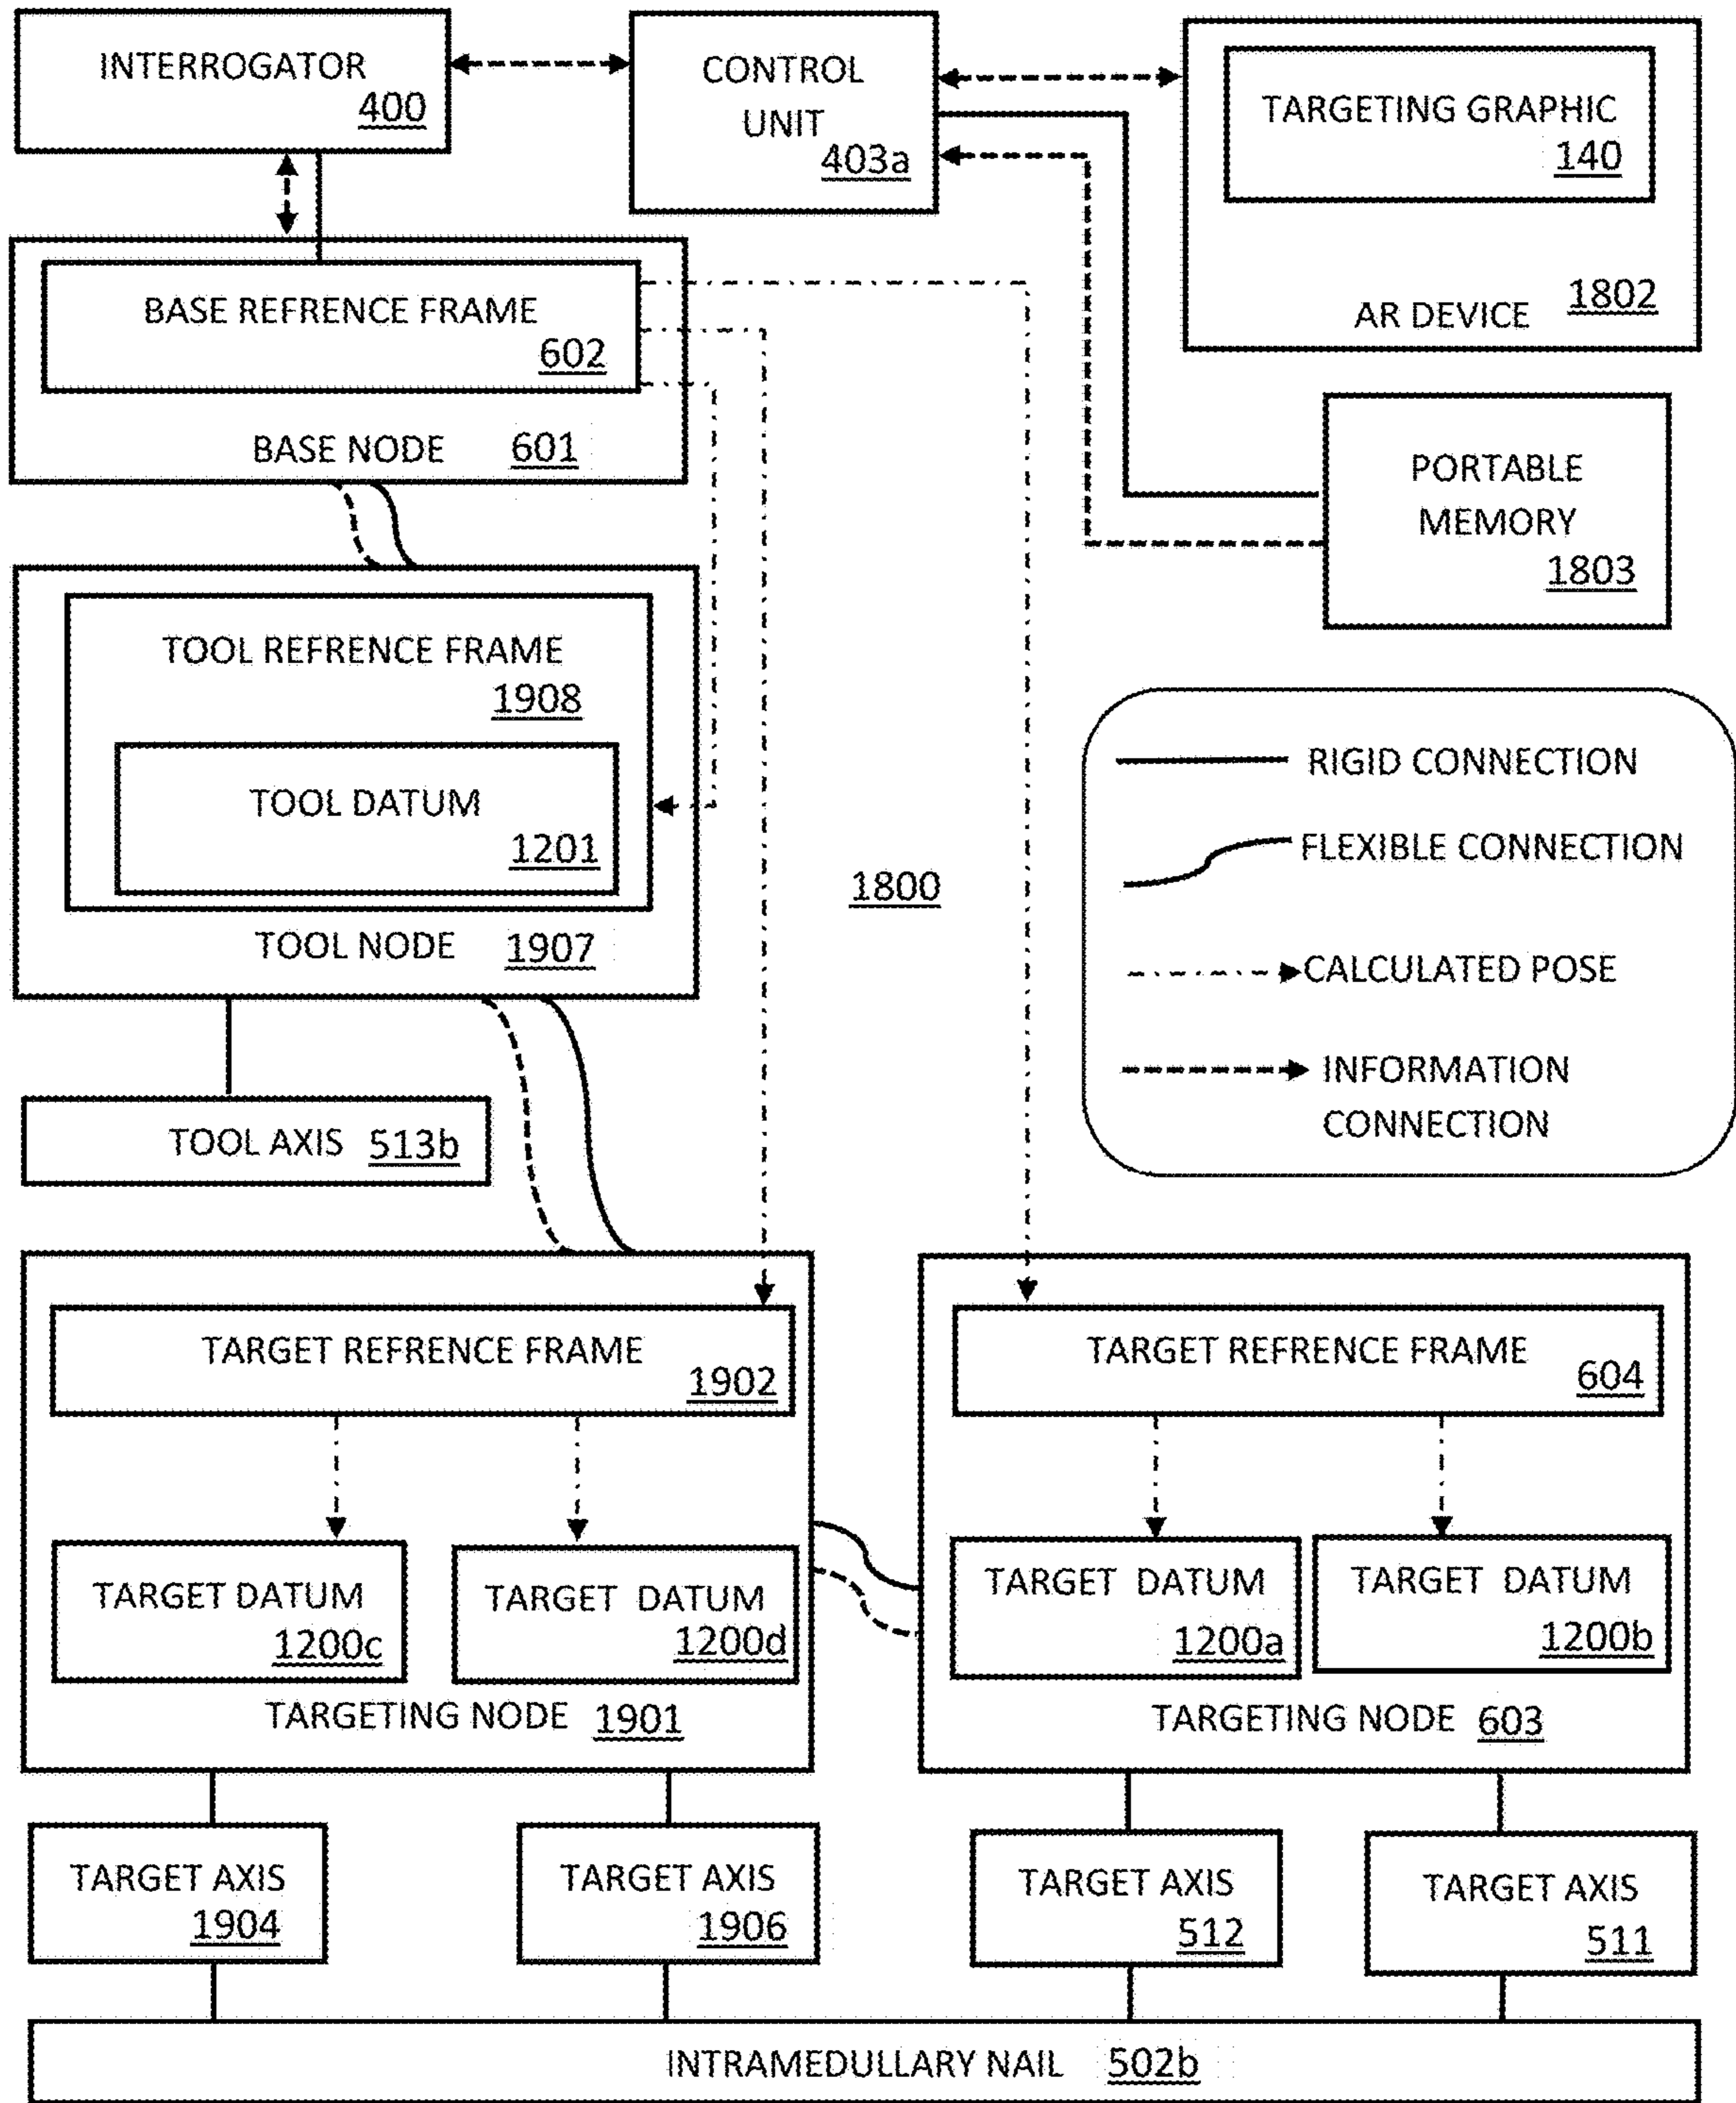 INTERROGATOR
400
CONTROL
UNIT
403a
TARGETING GRAPHIC
140
AR DEVICE 1802
BASE REFRENCE FRAME
602
BASE NODE 601
PORTABLE
MEMORY
1803
TOOL REFRENCE FRAME
1908
TOOL DATUM
1201
TOOL NODE 1907
1800
RIGID CONNECTION
FLEXIBLE CONNECTION
CALCULATED POSE
INFORMATION
CONNECTION
TOOL AXIS 513b
TARGET REFRENCE FRAME
1902
TARGET REFRENCE FRAME
604
TARGET DATUM
1200c
TARGET DATUM
1200d
TARGET DATUM
1200a
TARGET DATUM
1200b
TARGETING NODE 1901
TARGETING NODE 603
TARGET AXIS
1904
TARGET AXIS
1906
TARGET AXIS
512
TARGET AXIS
511
INTRAMEDULLARY NAIL 502b